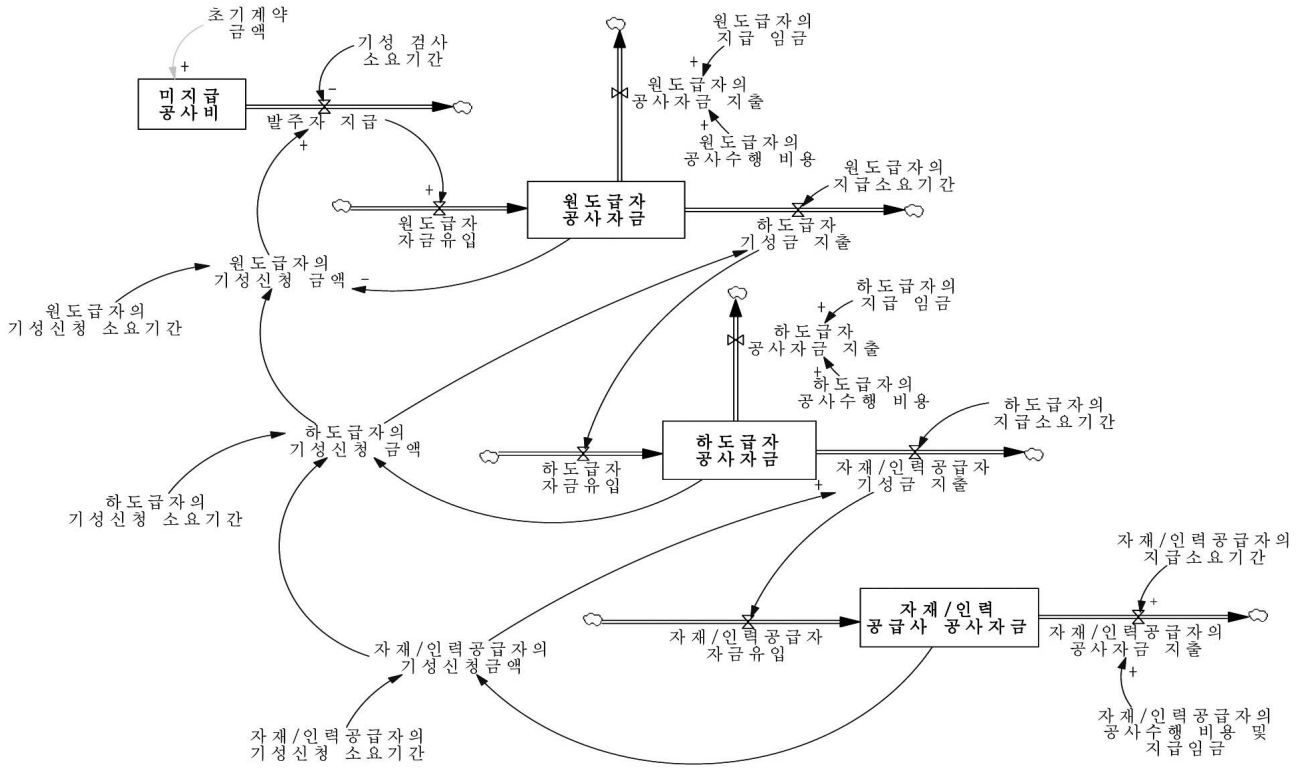 초기계약
금액
+
기성 검사
소요기간
미지급
공사비
−
발주자 지급
+
원도급자의
지급 임금
+
원도급자의
공사자금 지출
+
원도급자의
공사수행 비용
원도급자의
지급소요기간
+
원도급자
자금유입
원도급자
공사자금
하도급자
기성금 지출
원도급자의
기성신청 금액
−
원도급자의
기성신청 소요기간
하도급자의
지급 임금
+
하도급자
공사자금 지출
+
하도급자의
공사수행 비용
하도급자의
지급소요기간
하도급자의
기성신청 금액
하도급자
자금유입
하도급자
공사자금
자재/인력공급자
기성금 지출
+
하도급자의
기성신청 소요기간
자재/인력공급자의
지급소요기간
+
자재/인력공급자
자금유입
자재/인력
공급사 공사자금
자재/인력공급자의
공사자금 지출
+
자재/인력공급자의
기성신청금액
자재/인력공급자의
기성신청 소요기간
자재/인력공급자의
공사수행 비용 및
지급임금